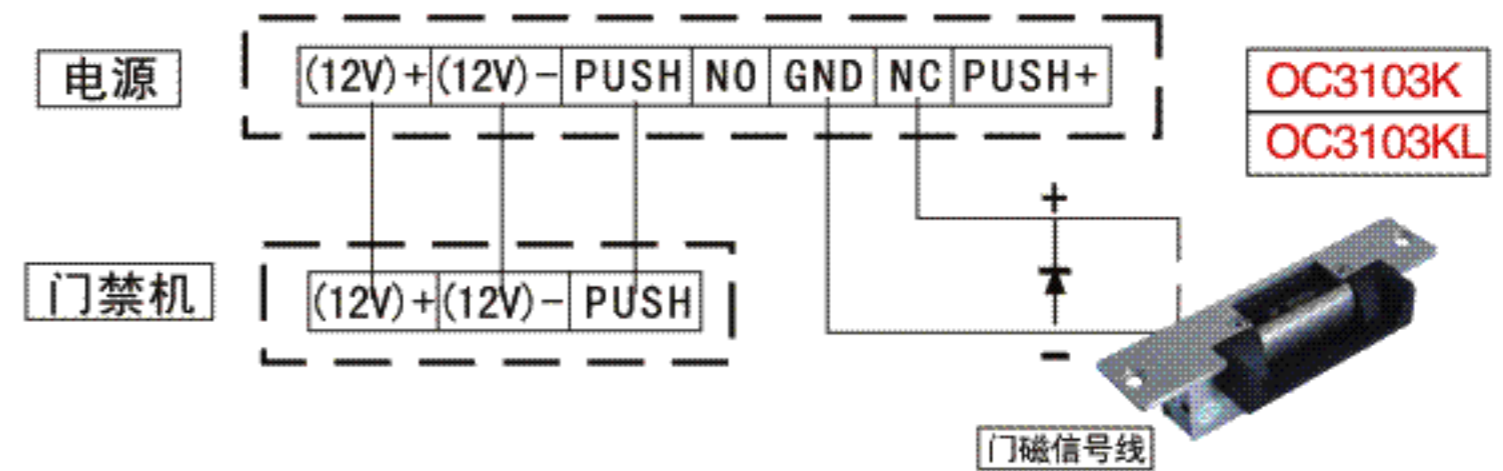 电源
(12V)+ (12V)- PUSH NO GND NC PUSH+
OC3103K
OC3103KL
+
门禁机
(12V)+ (12V)- PUSH
-
门磁信号线